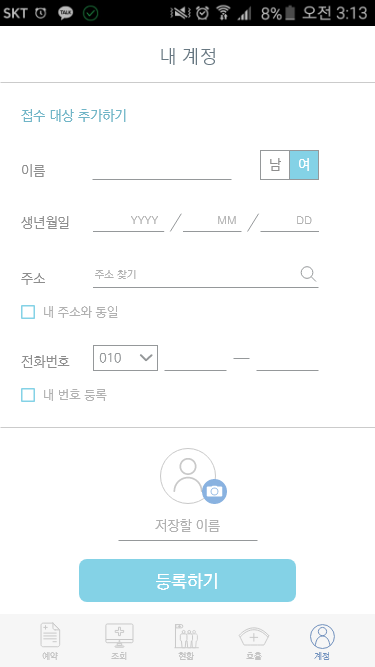 SKT TALK 8% 오전 3:13
내 계정
접수 대상 추가하기
이름 남 여
생년월일 YYYY / MM / DD
주소 주소 찾기
내 주소와 동일
전화번호 010 —
내 번호 등록
저장할 이름
등록하기
예약 조회 현황 호출 계정